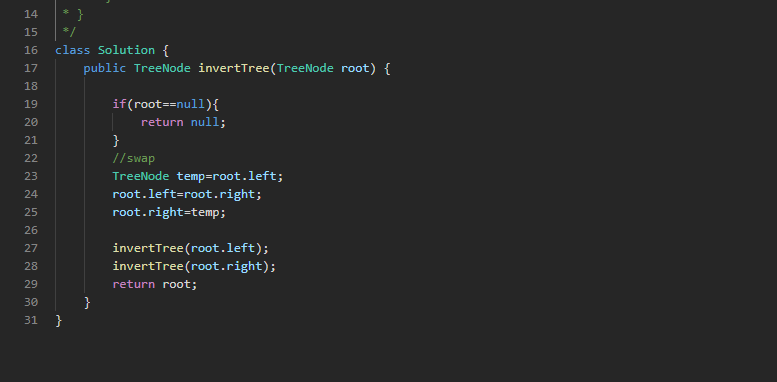 14 * }
15 */
16 class Solution {
17 public TreeNode invertTree(TreeNode root) {
18
19 if(root==null){
20 return null;
21 }
22 //swap
23 TreeNode temp=root.left;
24 root.left=root.right;
25 root.right=temp;
26
27 invertTree(root.left);
28 invertTree(root.right);
29 return root;
30 }
31 }